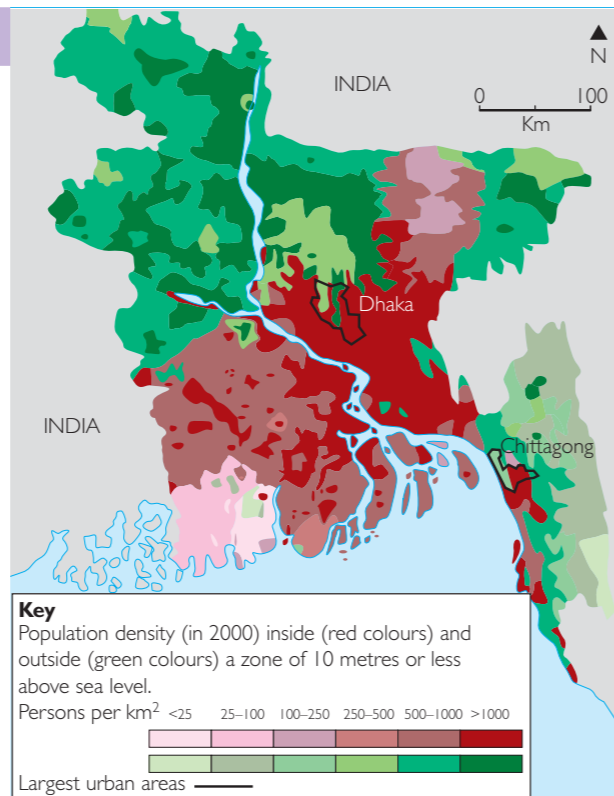 INDIA
N
0 100
Km
Dhaka
INDIA
Chittagong
Key
Population density (in 2000) inside (red colours) and
outside (green colours) a zone of 10 metres or less
above sea level.
Persons per km² <25 25–100 100–250 250–500 500–1000 >1000
Largest urban areas